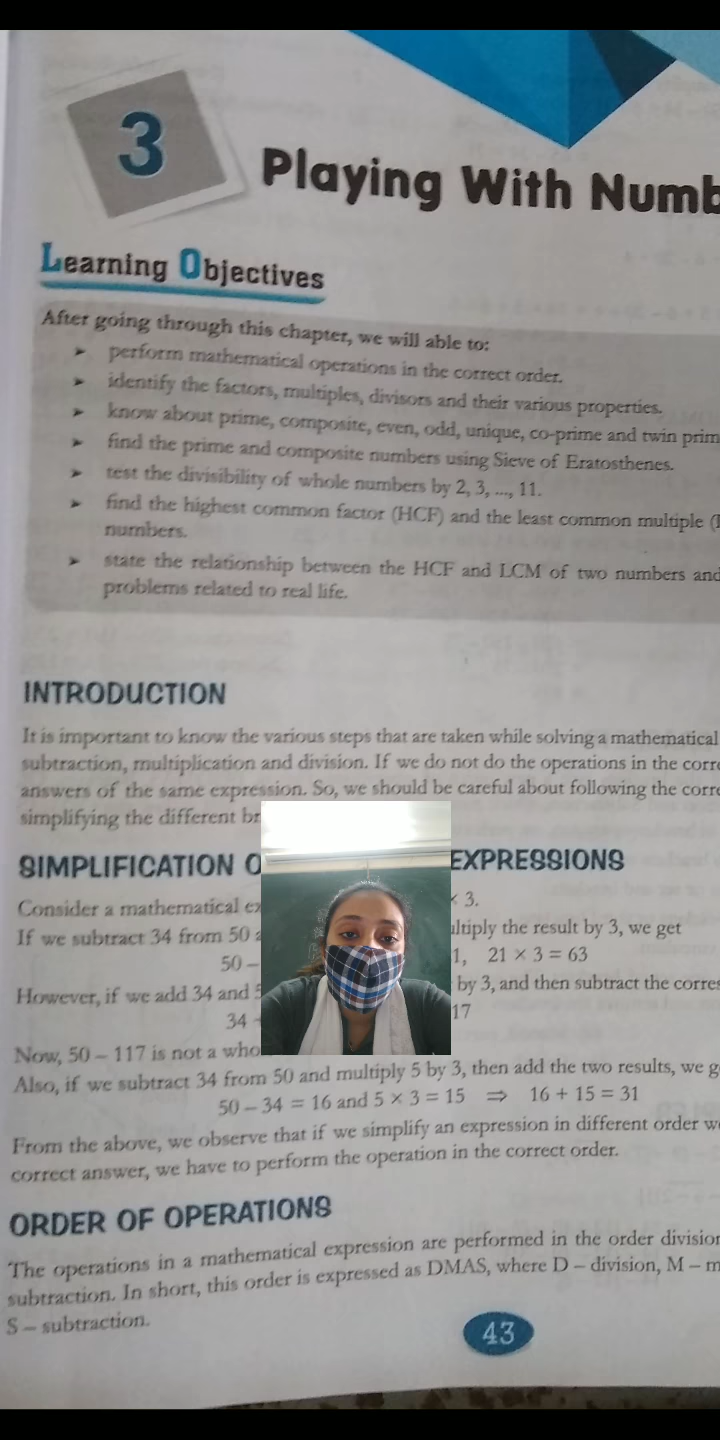 3
Playing With Numb
Learning Objectives
After going through this chapter, we will able to:
➤ perform mathematical operations in the correct order.
➤ identify the factors, multiples, divisors and their various properties.
➤ know about prime, composite, even, odd, unique, co-prime and twin prim
➤ find the prime and composite numbers using Sieve of Eratosthenes.
➤ test the divisibility of whole numbers by 2, 3, ..., 11.
➤ find the highest common factor (HCF) and the least common multiple (
numbers.
➤ state the relationship between the HCF and LCM of two numbers and
problems related to real life.
INTRODUCTION
It is important to know the various steps that are taken while solving a mathematical
subtraction, multiplication and division. If we do not do the operations in the corre
answers of the same expression. So, we should be careful about following the corre
simplifying the different br
SIMPLIFICATION O EXPRESSIONS
Consider a mathematical ex × 3.
If we subtract 34 from 50 ultiply the result by 3, we get
50 – 1, 21 × 3 = 63
However, if we add 34 and 5 by 3, and then subtract the corres
34 17
Now, 50 – 117 is not a who
Also, if we subtract 34 from 50 and multiply 5 by 3, then add the two results, we g
50 – 34 = 16 and 5 × 3 = 15 ⇒ 16 + 15 = 31
From the above, we observe that if we simplify an expression in different order w
correct answer, we have to perform the operation in the correct order.
ORDER OF OPERATIONS
The operations in a mathematical expression are performed in the order division
subtraction. In short, this order is expressed as DMAS, where D – division, M – m
S – subtraction.
43